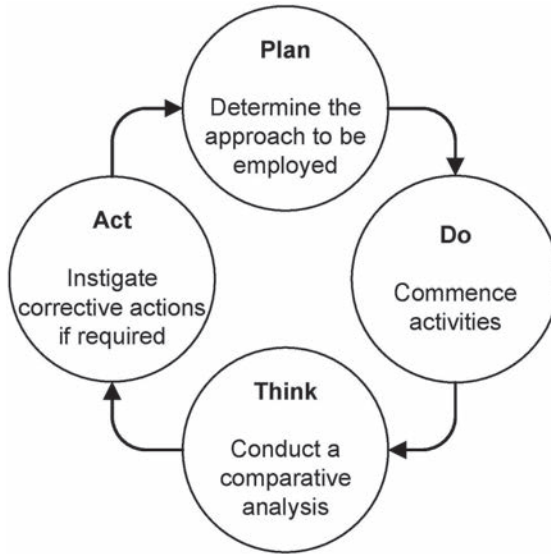 Plan
Determine the
approach to be
employed
Do
Commence
activities
Think
Conduct a
comparative
analysis
Act
Instigate
corrective actions
if required